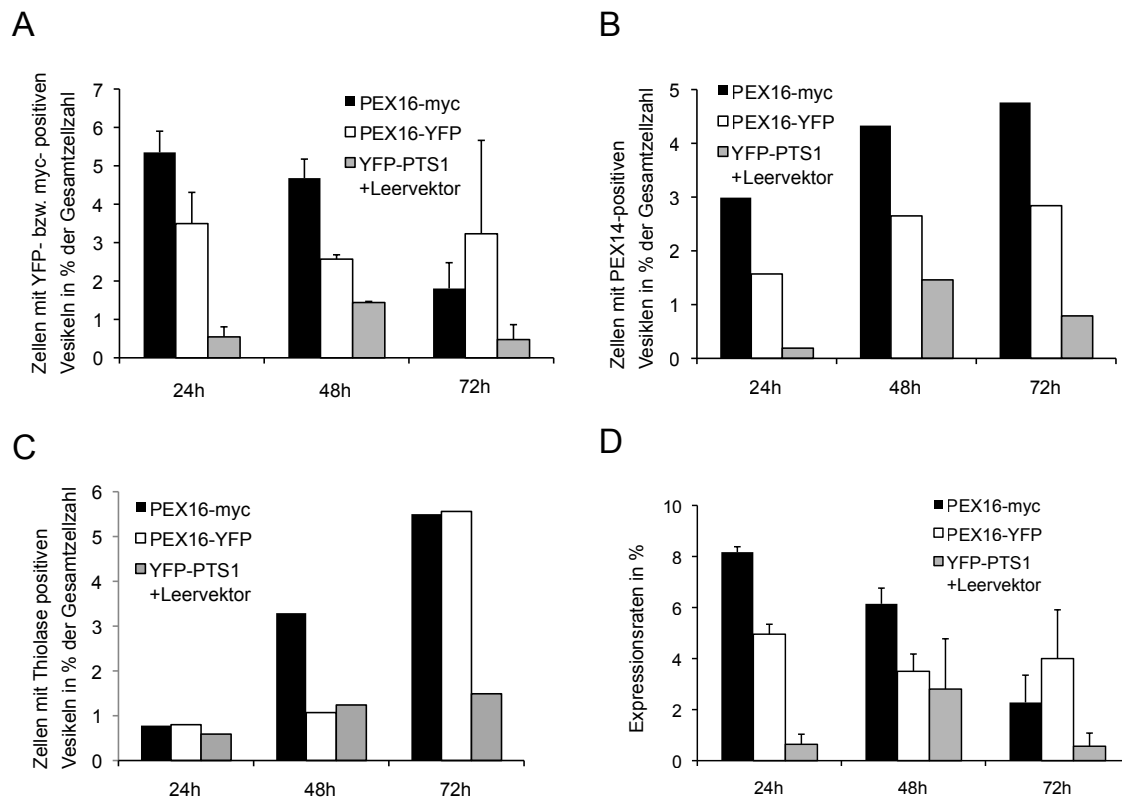 A
Zellen mit YFP- bzw. myc- positiven
Vesikeln in % der Gesamtzellzahl
7
6
5
4
3
2
1
0
PEX16-myc
PEX16-YFP
YFP-PTS1
+Leervektor
24h
48h
72h
B
Zellen mit PEX14-positiven
Vesiklen in % der Gesamtzellzahl
5
4
3
2
1
0
PEX16-myc
PEX16-YFP
YFP-PTS1
+Leervektor
24h
48h
72h
C
Zellen mit Thiolase positiven
Vesikeln in % der Gesamtzellzahl
6
5
4
3
2
1
0
PEX16-myc
PEX16-YFP
YFP-PTS1
+Leervektor
24h
48h
72h
D
Expressionsraten in %
10
8
6
4
2
0
PEX16-myc
PEX16-YFP
YFP-PTS1
+Leervektor
24h
48h
72h